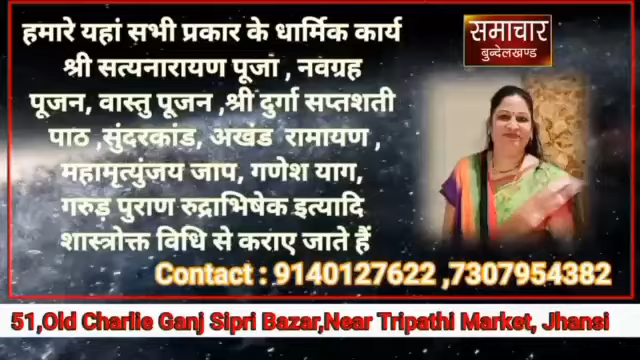 हमारे यहां सभी प्रकार के धार्मिक कार्य
श्री सत्यनारायण पूजा , नवग्रह
पूजन, वास्तु पूजन ,श्री दुर्गा सप्तशती
पाठ ,सुंदरकांड, अखंड रामायण ,
महामृत्युंजय जाप, गणेश याग,
गरुड़ पुराण रुद्राभिषेक इत्यादि
शास्त्रोक्त विधि से कराए जाते हैं
समाचार
बुन्देलखण्ड
Contact : 9140127622 ,7307954382
51,Old Charlie Ganj Sipri Bazar,Near Tripathi Market, Jhansi